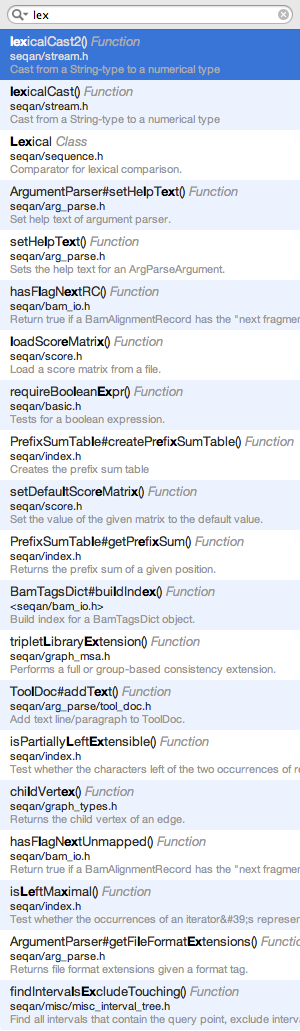 lex
lexicalCast2() Function
seqan/stream.h
Cast from a String-type to a numerical type
lexicalCast() Function
seqan/stream.h
Cast from a String-type to a numerical type
Lexical Class
seqan/sequence.h
Comparator for lexical comparison.
ArgumentParser#setHelpText() Function
seqan/arg_parse.h
Set help text of argument parser.
setHelpText() Function
seqan/arg_parse.h
Sets the help text for an ArgParseArgument.
hasFlagNextRC() Function
seqan/bam_io.h
Return true if a BamAlignmentRecord has the "next fragmen
loadScoreMatrix() Function
seqan/score.h
Load a score matrix from a file.
requireBooleanExpr() Function
seqan/basic.h
Tests for a boolean expression.
PrefixSumTable#createPrefixSumTable() Function
seqan/index.h
Creates the prefix sum table
setDefaultScoreMatrix() Function
seqan/score.h
Set the value of the given matrix to the default value.
PrefixSumTable#getPrefixSum() Function
seqan/index.h
Returns the prefix sum of a given position.
BamTagsDict#buildIndex() Function
<seqan/bam_io.h>
Build index for a BamTagsDict object.
tripletLibraryExtension() Function
seqan/graph_msa.h
Performs a full or group-based consistency extension.
ToolDoc#addText() Function
seqan/arg_parse/tool_doc.h
Add text line/paragraph to ToolDoc.
isPartiallyLeftExtensible() Function
seqan/index.h
Test whether the characters left of the two occurrences of re
childVertex() Function
seqan/graph_types.h
Returns the child vertex of an edge.
hasFlagNextUnmapped() Function
seqan/bam_io.h
Return true if a BamAlignmentRecord has the "next fragmen
isLeftMaximal() Function
seqan/index.h
Test whether the occurrences of an iterator&#39;s represen
ArgumentParser#getFileFormatExtensions() Function
seqan/arg_parse.h
Returns file format extensions given a format tag.
findIntervalsExcludeTouching() Function
seqan/misc/misc_interval_tree.h
Find all intervals that contain the query point, exclude interva